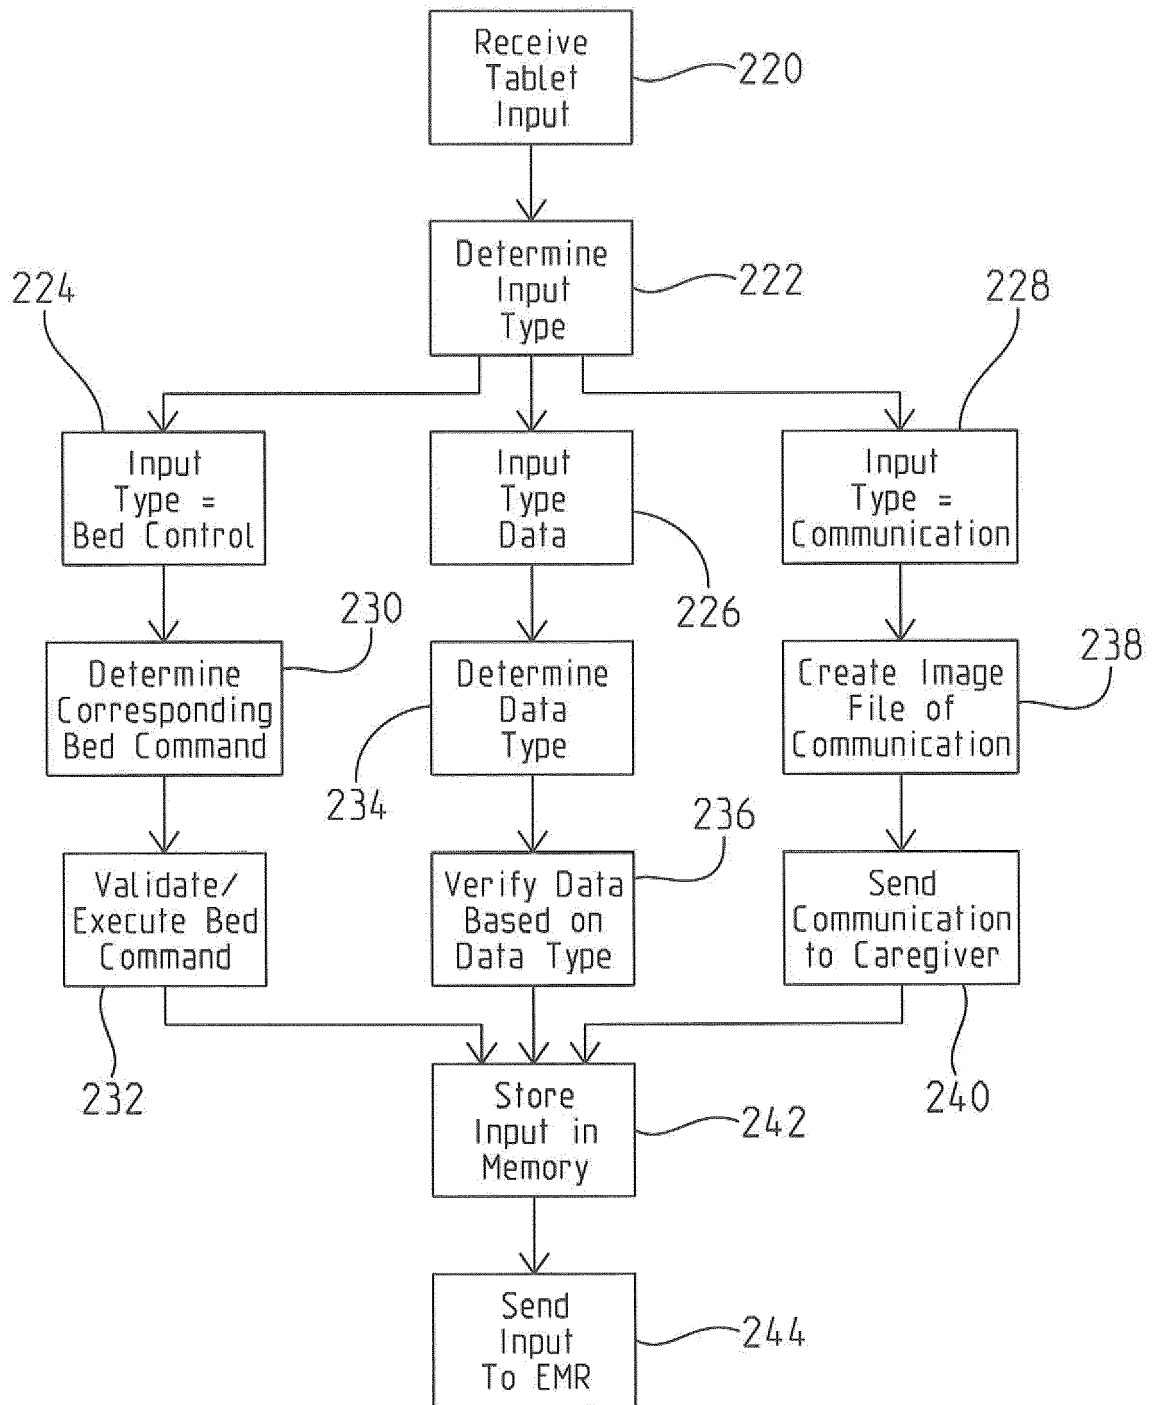 Receive
Tablet
Input
220
Determine
Input
Type
222
224
228
Input
Type =
Bed Control
Input
Type
Data
226
Input
Type =
Communication
230
Determine
Corresponding
Bed Command
234
Determine
Data
Type
238
Create Image
File of
Communication
Validate/
Execute Bed
Command
232
236
Verify Data
Based on
Data Type
Send
Communication
to Caregiver
240
Store
Input in
Memory
242
Send
Input
To EMR
244